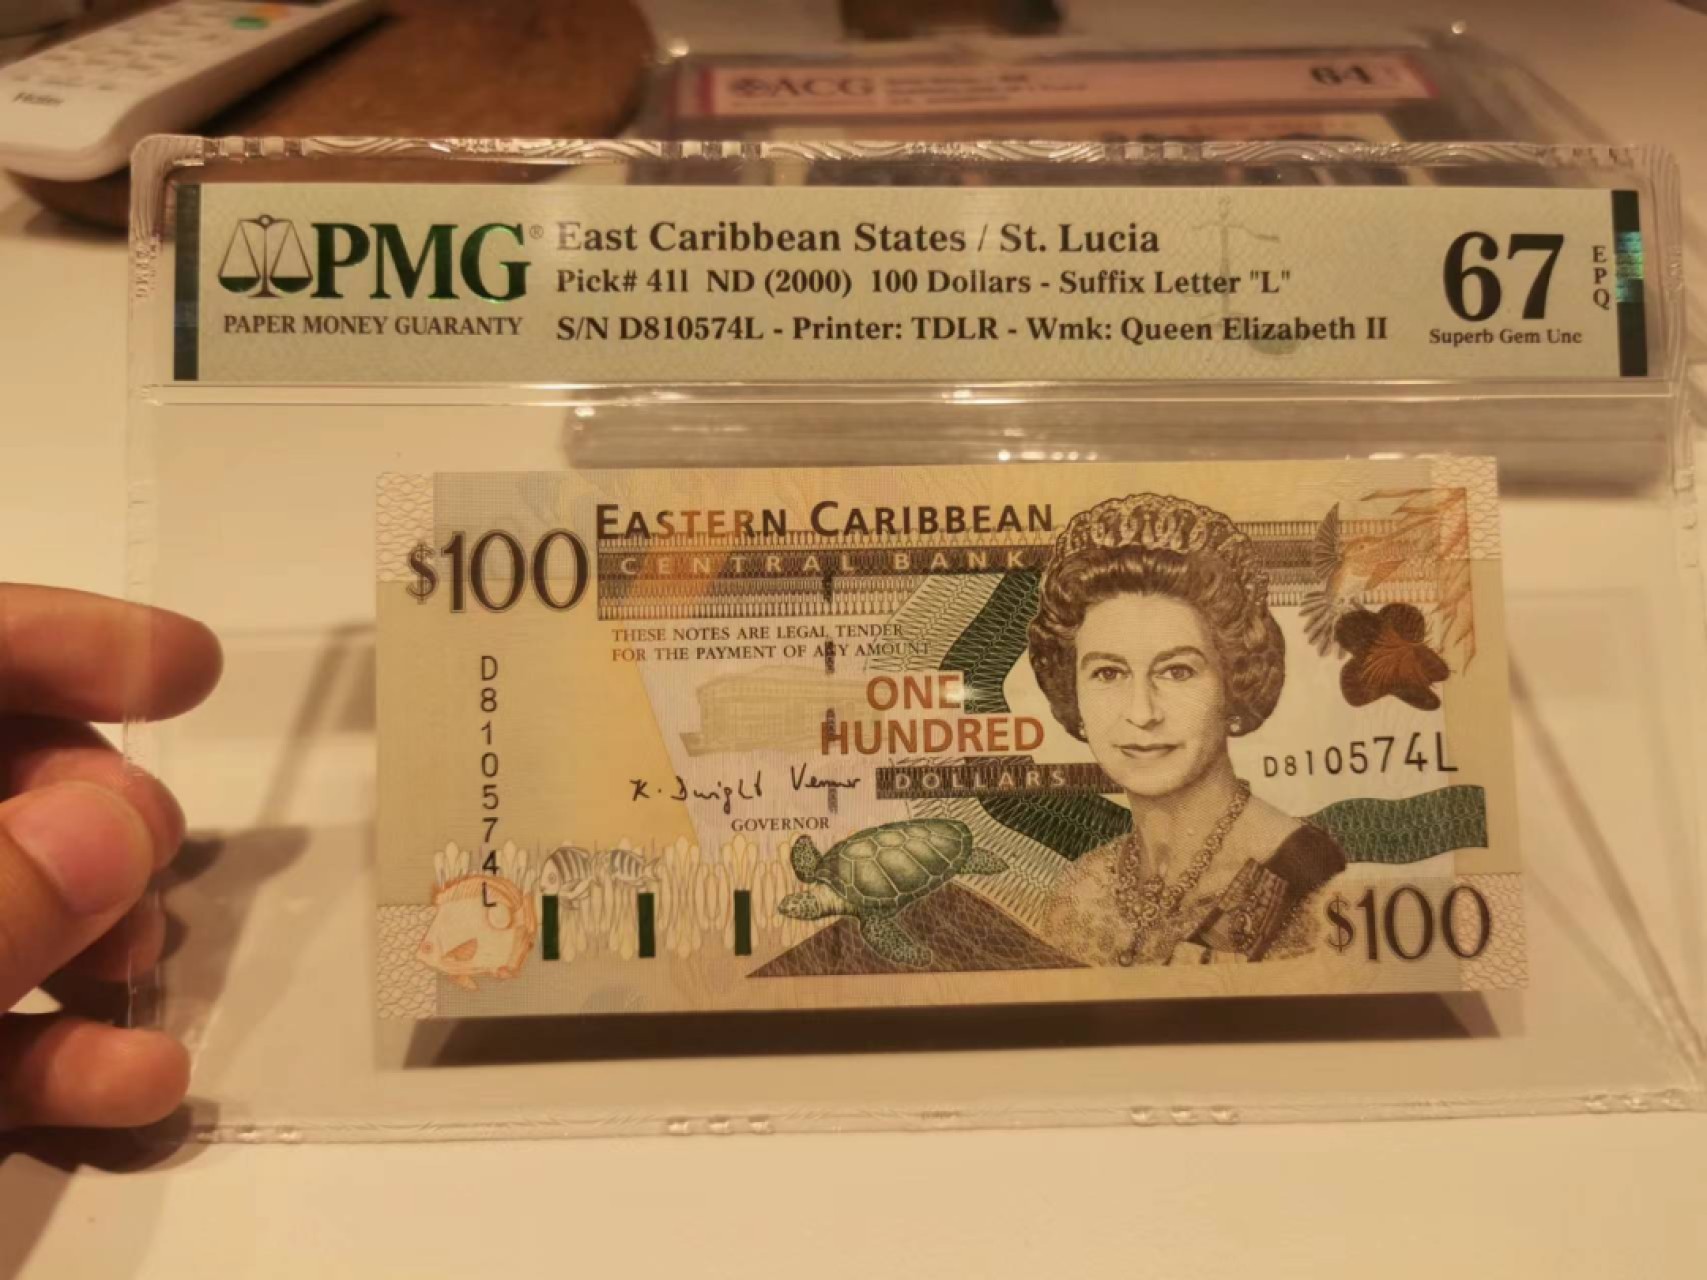 ACG
64
PMG®
PAPER MONEY GUARANTY
East Caribbean States / St. Lucia
Pick# 41l ND (2000) 100 Dollars - Suffix Letter "L"
S/N D810574L - Printer: TDLR - Wmk: Queen Elizabeth II
67
EPQ
Superb Gem Unc
$100
EASTERN CARIBBEAN
CENTRAL BANK
THESE NOTES ARE LEGAL TENDER
FOR THE PAYMENT OF ANY AMOUNT
ONE
HUNDRED
DOLLARS
D810574L
D810574L
K. Dwight Venner
GOVERNOR
$100